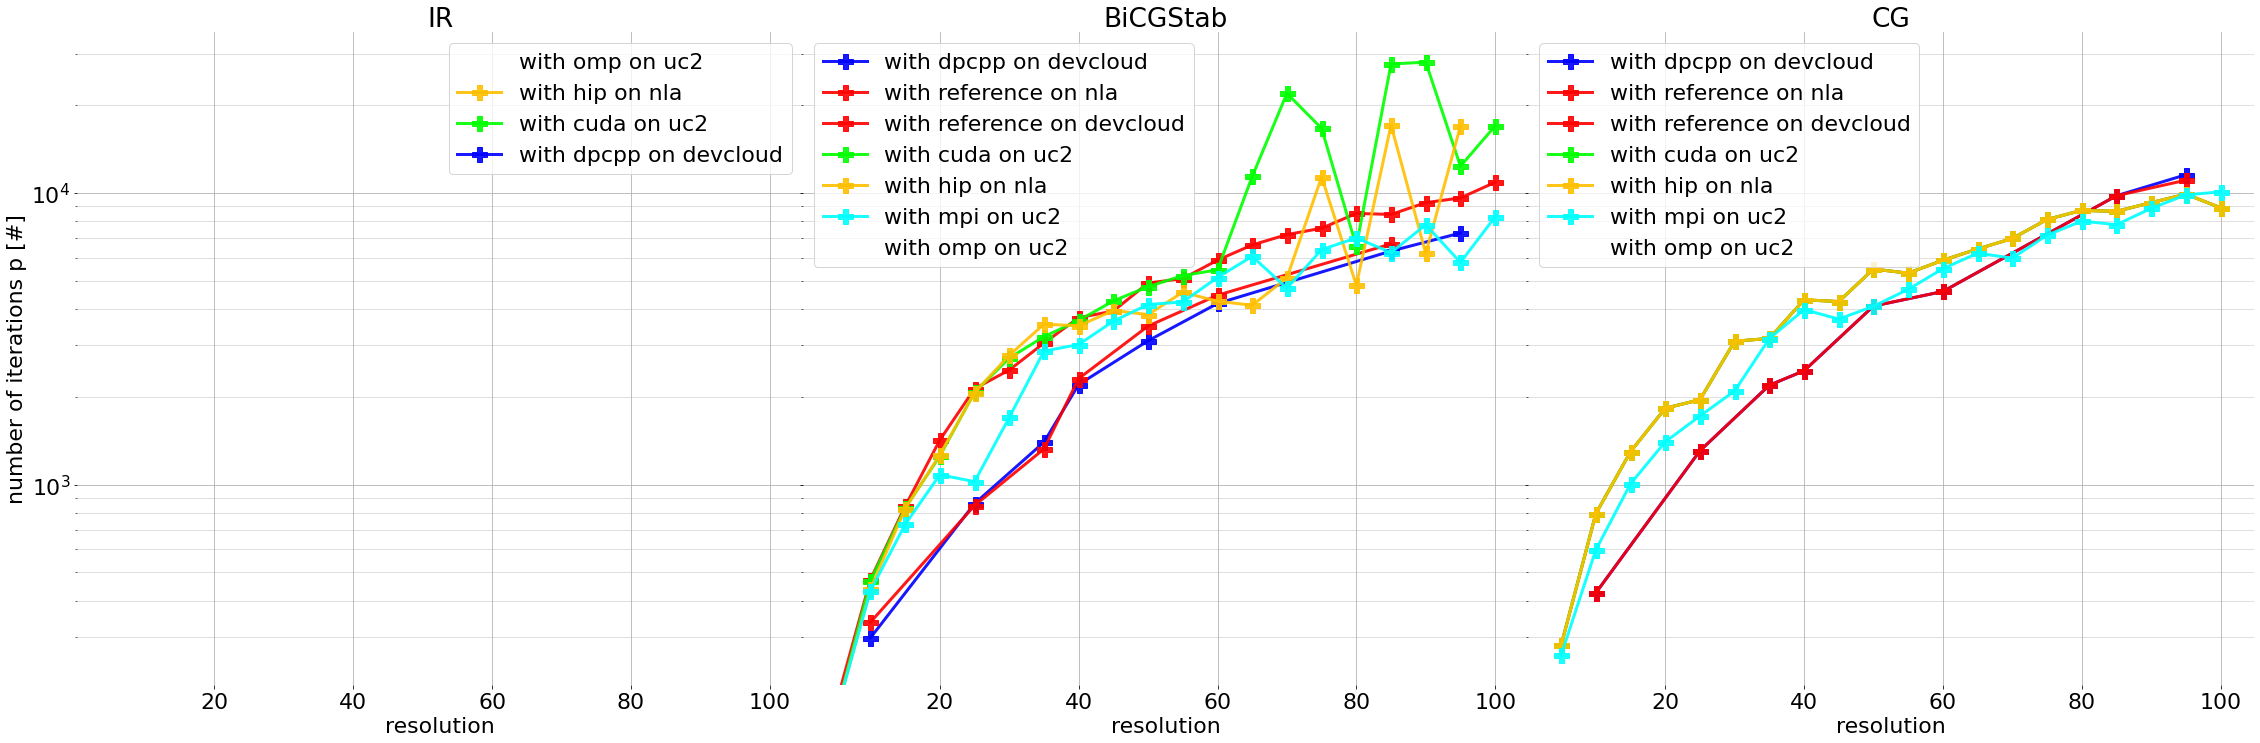 IR
BiCGStab
CG
number of iterations p [#]
10^4
10^3
with omp on uc2
with hip on nla
with cuda on uc2
with dpcpp on devcloud
20 40 60 80 100
resolution
with dpcpp on devcloud
with reference on nla
with reference on devcloud
with cuda on uc2
with hip on nla
with mpi on uc2
with omp on uc2
20 40 60 80 100
resolution
with dpcpp on devcloud
with reference on nla
with reference on devcloud
with cuda on uc2
with hip on nla
with mpi on uc2
with omp on uc2
20 40 60 80 100
resolution